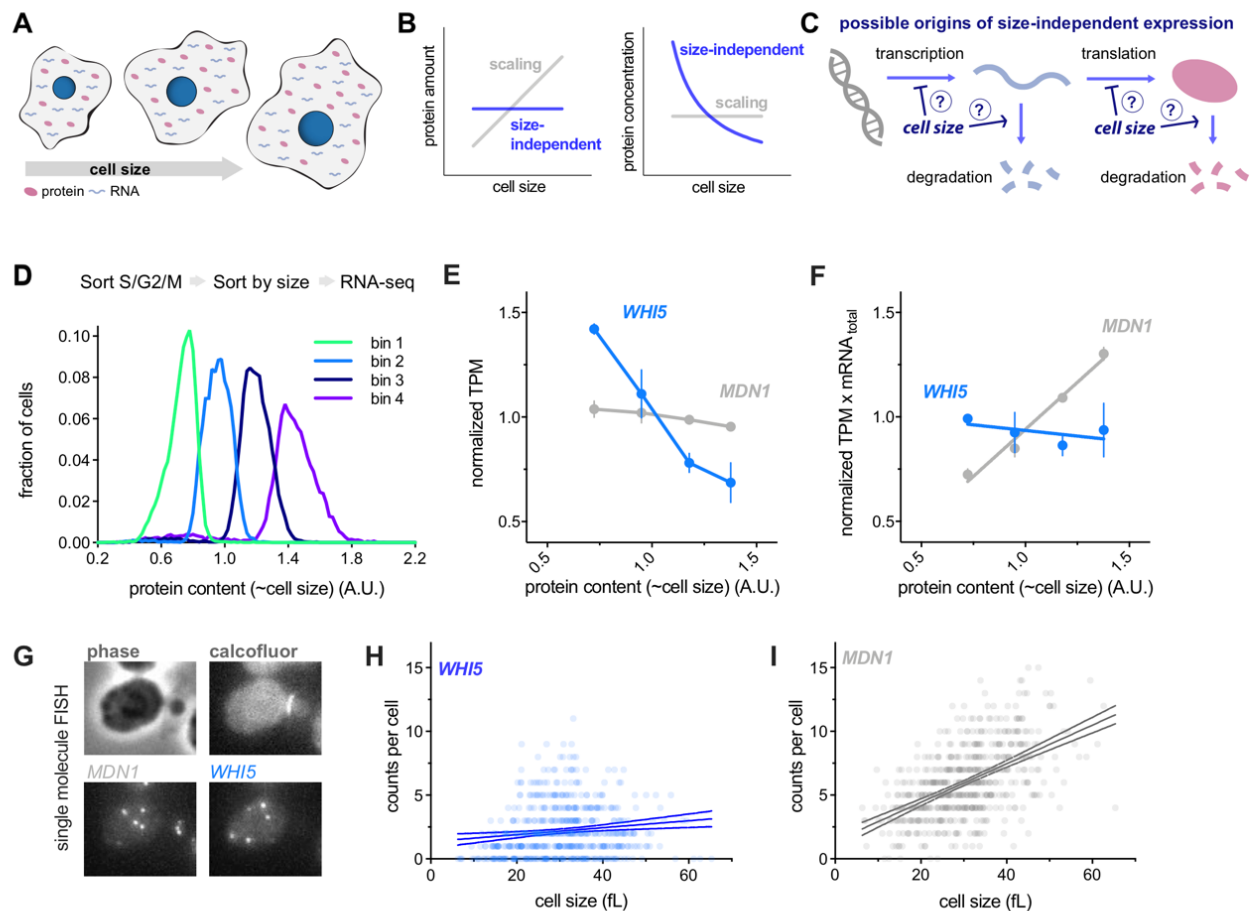 A
cell size
protein
RNA
B
protein amount
scaling
size-
independent
cell size
protein concentration
size-independent
scaling
cell size
C
possible origins of size-independent expression
transcription
translation
?
?
?
?
cell size
cell size
degradation
degradation
D
Sort S/G2/M
Sort by size
RNA-seq
fraction of cells
0.10
0.08
0.06
0.04
0.02
0.00
bin 1
bin 2
bin 3
bin 4
0.2
0.6
1.0
1.4
1.8
2.2
protein content (~cell size) (A.U.)
E
normalized TPM
1.5
1.0
0.5
WHI5
MDN1
0.5
1.0
1.5
protein content (~cell size) (A.U.)
F
normalized TPM x mRNAtotal
1.5
1.0
0.5
MDN1
WHI5
0.5
1.0
1.5
protein content (~cell size) (A.U.)
G
single molecule FISH
phase
calcofluor
MDN1
WHI5
H
WHI5
counts per cell
15
10
5
0
0
20
40
60
cell size (fL)
I
MDN1
counts per cell
15
10
5
0
0
20
40
60
cell size (fL)